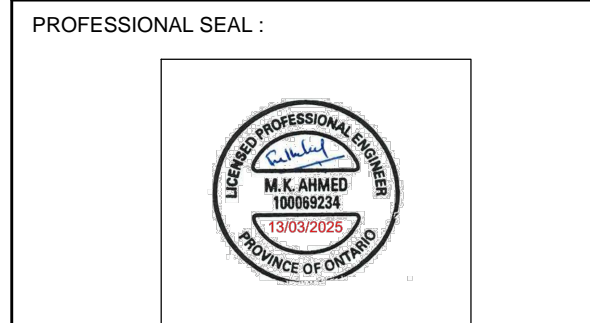 PROFESSIONAL SEAL :
LICENSED PROFESSIONAL ENGINEER
M.K. AHMED
100069234
13/03/2025
PROVINCE OF ONTARIO